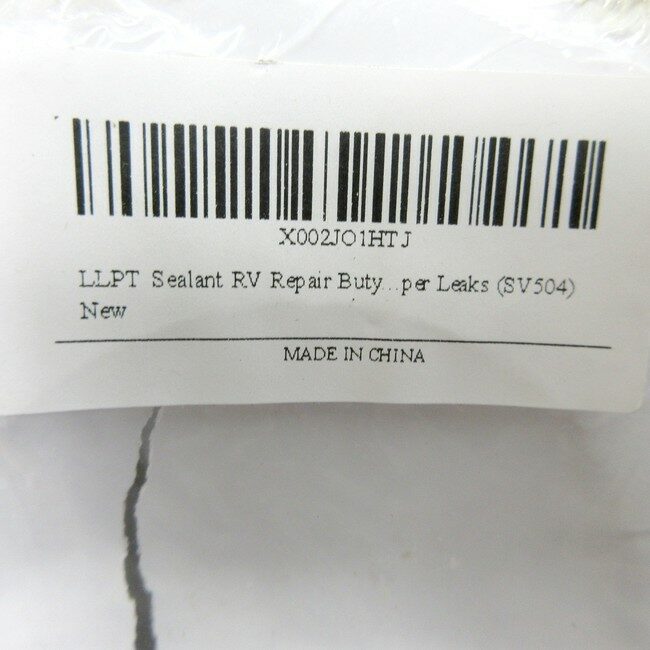 X002JO1HTJ
LLPT Sealant RV Repair Buty...per Leaks (SV504)
New
MADE IN CHINA